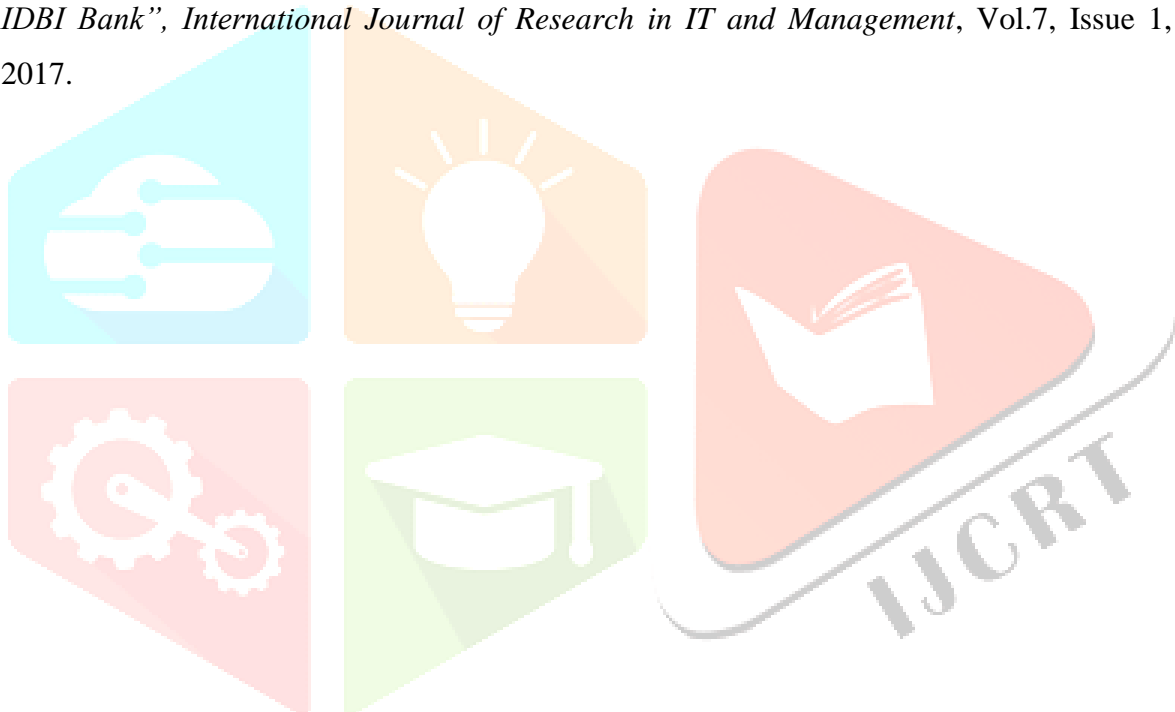 IDBI Bank”, International Journal of Research in IT and Management, Vol.7, Issue 1,
2017.
IJCRT